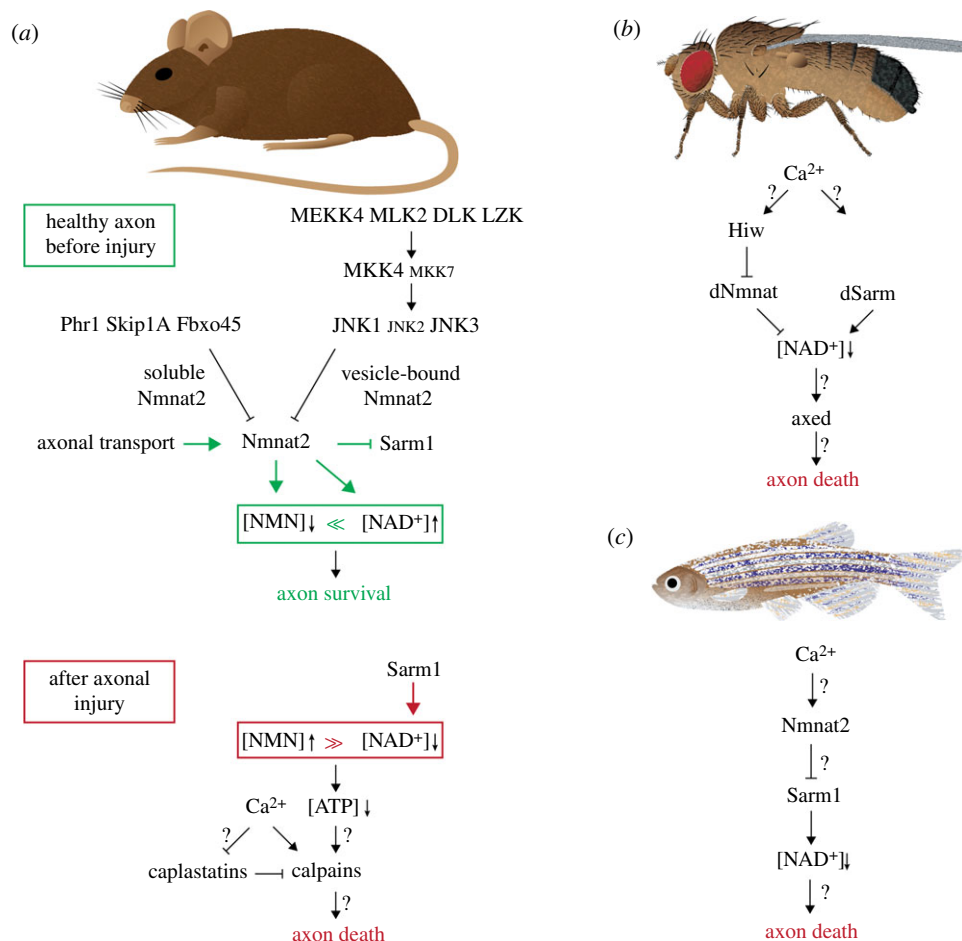 (a)
healthy axon
before injury
MEKK4 MLK2 DLK LZK
MKK4 MKK7
Phr1 Skip1A Fbxo45
JNK1 JNK2 JNK3
soluble
Nmnat2
vesicle-bound
Nmnat2
axonal transport
Nmnat2
Sarm1
[NMN]↓ ≪ [NAD⁺]↑
axon survival
after axonal
injury
Sarm1
[NMN]↑ ≫ [NAD⁺]↓
Ca²⁺
[ATP]↓
?
?
caplastatins
calpains
?
axon death
(b)
Ca²⁺
?
?
Hiw
dNmnat
dSarm
[NAD⁺]↓
?
axed
?
axon death
(c)
Ca²⁺
?
Nmnat2
?
Sarm1
[NAD⁺]↓
?
axon death